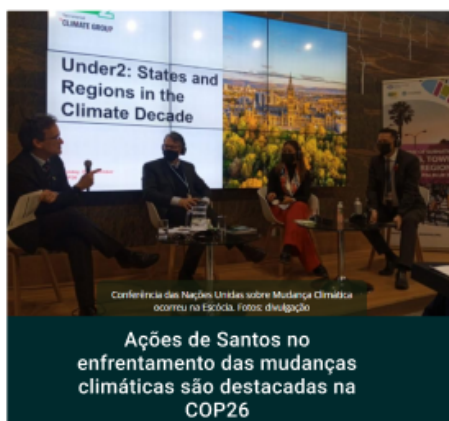 CLIMATE GROUP
Under2: States and
Regions in the
Climate Decade
Conferência das Nações Unidas sobre Mudança Climática
ocorreu na Escócia. Fotos: divulgação
Ações de Santos no
enfrentamento das mudanças
climáticas são destacadas na
COP26